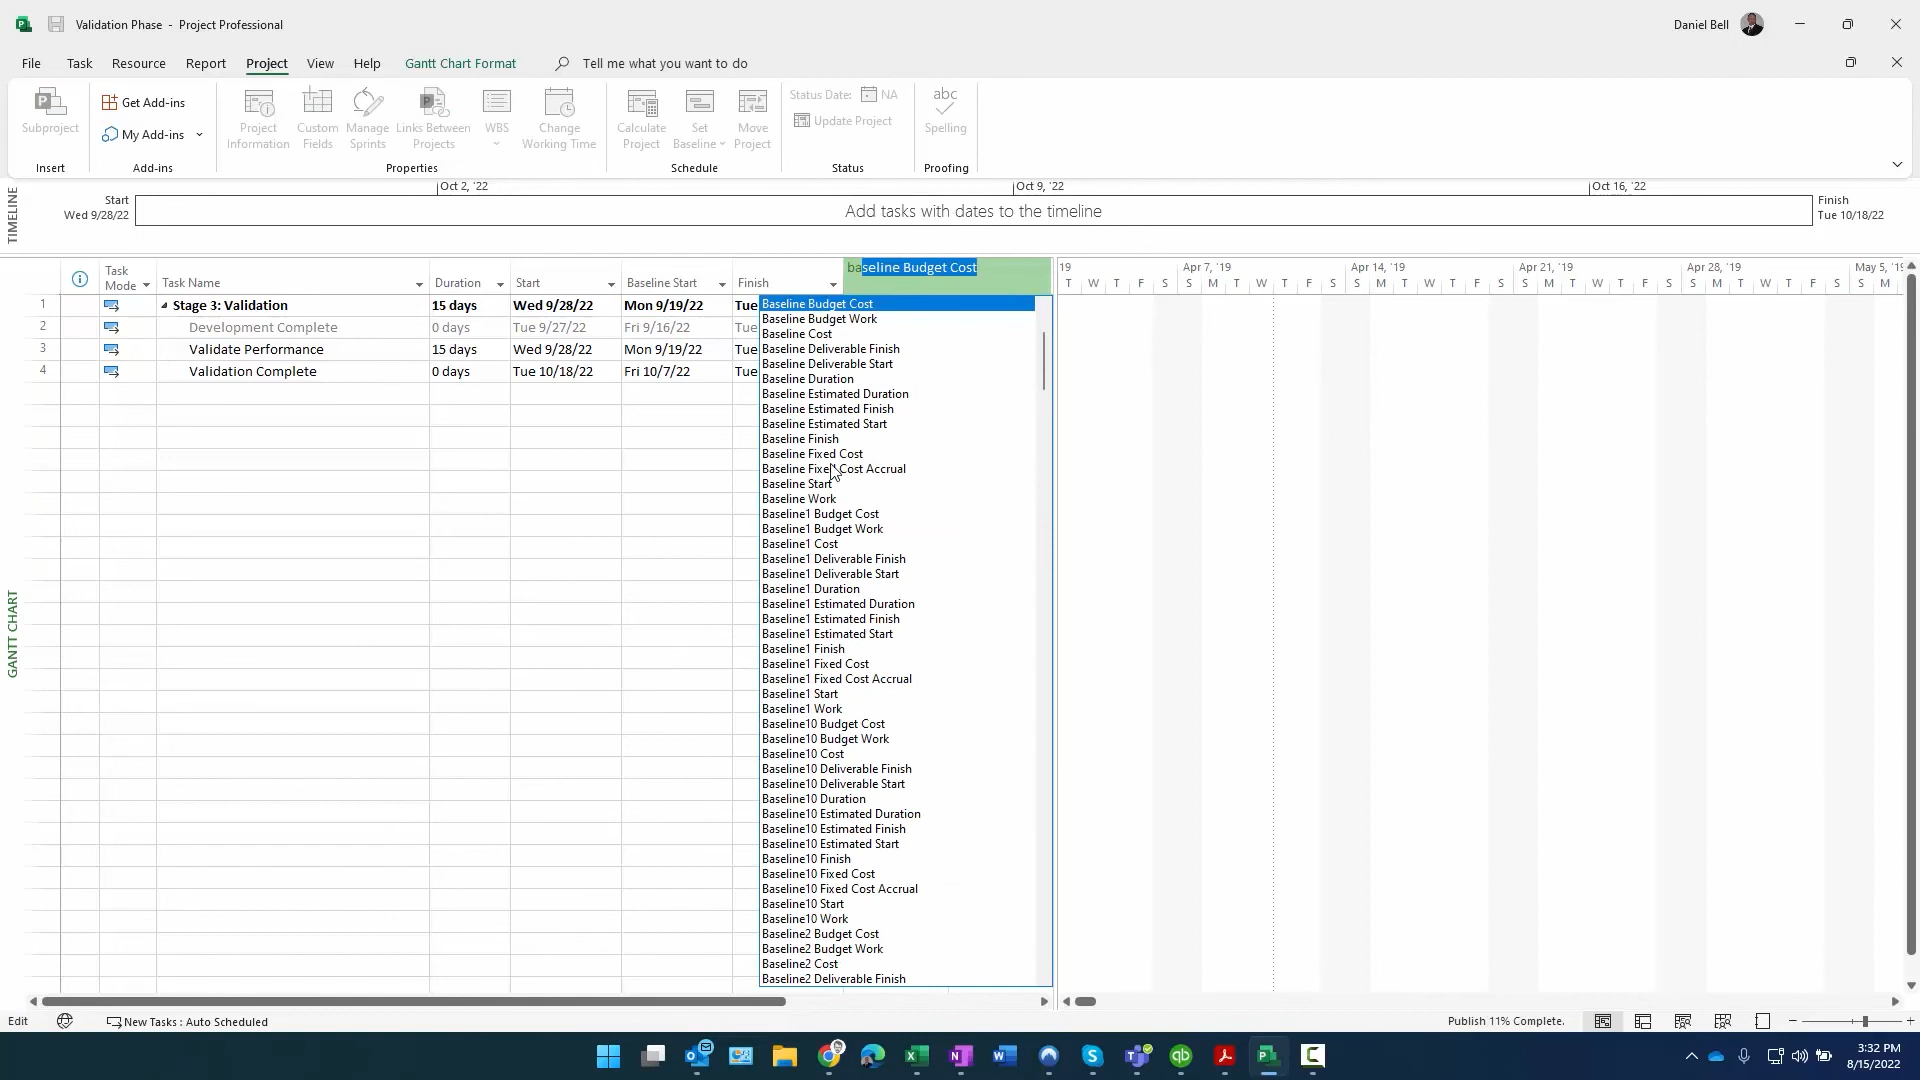 Validation Phase - Project Professional
Daniel Bell
File Task Resource Report Project View Help Gantt Chart Format Tell me what you want to do
Subproject
Get Add-ins
My Add-ins
Project Information
Custom Fields
Manage Sprints
Links Between Projects
WBS
Change Working Time
Calculate Project
Set Baseline
Move Project
Status Date: NA
Update Project
abc
Spelling
Insert Add-ins Properties Schedule Status Proofing
TIMELINE
Oct 2, '22 Oct 9, '22 Oct 16, '22
Start
Wed 9/28/22
Add tasks with dates to the timeline
Finish
Tue 10/18/22
Task Mode Task Name Duration Start Baseline Start Finish baseline Budget Cost
19 Apr 7, '19 Apr 14, '19 Apr 21, '19 Apr 28, '19 May 5, '19
T W T F S S M T W T F S S M T W T F S S M T W T F S S M T W T F S S M
1 Stage 3: Validation 15 days Wed 9/28/22 Mon 9/19/22 Tue
2 Development Complete 0 days Tue 9/27/22 Fri 9/16/22 Tue
3 Validate Performance 15 days Wed 9/28/22 Mon 9/19/22 Tue
4 Validation Complete 0 days Tue 10/18/22 Fri 10/7/22 Tue
Baseline Budget Cost
Baseline Budget Work
Baseline Cost
Baseline Deliverable Finish
Baseline Deliverable Start
Baseline Duration
Baseline Estimated Duration
Baseline Estimated Finish
Baseline Estimated Start
Baseline Finish
Baseline Fixed Cost
Baseline Fixed Cost Accrual
Baseline Start
Baseline Work
Baseline1 Budget Cost
Baseline1 Budget Work
Baseline1 Cost
Baseline1 Deliverable Finish
Baseline1 Deliverable Start
Baseline1 Duration
Baseline1 Estimated Duration
Baseline1 Estimated Finish
Baseline1 Estimated Start
Baseline1 Finish
Baseline1 Fixed Cost
Baseline1 Fixed Cost Accrual
Baseline1 Start
Baseline1 Work
Baseline10 Budget Cost
Baseline10 Budget Work
Baseline10 Cost
Baseline10 Deliverable Finish
Baseline10 Deliverable Start
Baseline10 Duration
Baseline10 Estimated Duration
Baseline10 Estimated Finish
Baseline10 Estimated Start
Baseline10 Finish
Baseline10 Fixed Cost
Baseline10 Fixed Cost Accrual
Baseline10 Start
Baseline10 Work
Baseline2 Budget Cost
Baseline2 Budget Work
Baseline2 Cost
Baseline2 Deliverable Finish
GANTT CHART
Edit New Tasks : Auto Scheduled Publish 11% Complete.
3:32 PM
8/15/2022